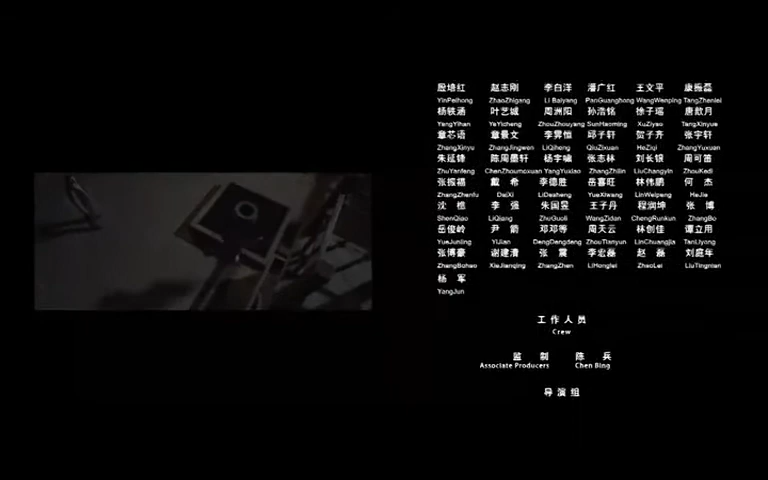 殷培红 赵志刚 李白洋 潘广红 王文平 康振磊
YinPeihong ZhaoZhigang Li Baiyang PanGuanghong WangWenping TangZhenlei
杨轶涵 叶艺城 周洲阳 孙浩铭 徐子瑶 唐歆月
YangYihan YeYicheng ZhouZhouyang SunHaoming XuZiyao TangXinyue
章芯语 章景文 李霁恒 邱子轩 贺子齐 张宇轩
ZhangXinyu ZhangJingwen LiQiheng QiuZixuan HeZiqi ZhangYuxuan
朱延锋 陈周墨轩 杨宇啸 张志林 刘长银 周可笛
ZhuYanfeng ChenZhoumoxuan YangYuxiao ZhangZhilin LiuChangyin ZhouKedi
张振福 戴希 李德胜 岳喜旺 林伟鹏 何杰
ZhangZhenfu DaiXi LiDesheng YueXiwang LinWeipeng HeJie
沈樵 李强 朱国昱 王子丹 程润坤 张博
ShenQiao LiQiang ZhuGuoli WangZidan ChengRunkun ZhangBo
岳俊岭 尹箭 邓邓等 周天云 林创佳 谭立用
YueJunling YiJian DengDengdeng ZhouTianyun LinChuangjia TanLiyong
张博豪 谢建清 张震 李宏磊 赵磊 刘庭年
ZhangBohao XieJianqing ZhangZhen LiHonglei ZhaoLei LiuTingnian
杨军
YangJun
工作人员
Crew
监制 陈兵
Associate Producers Chen Bing
导演组